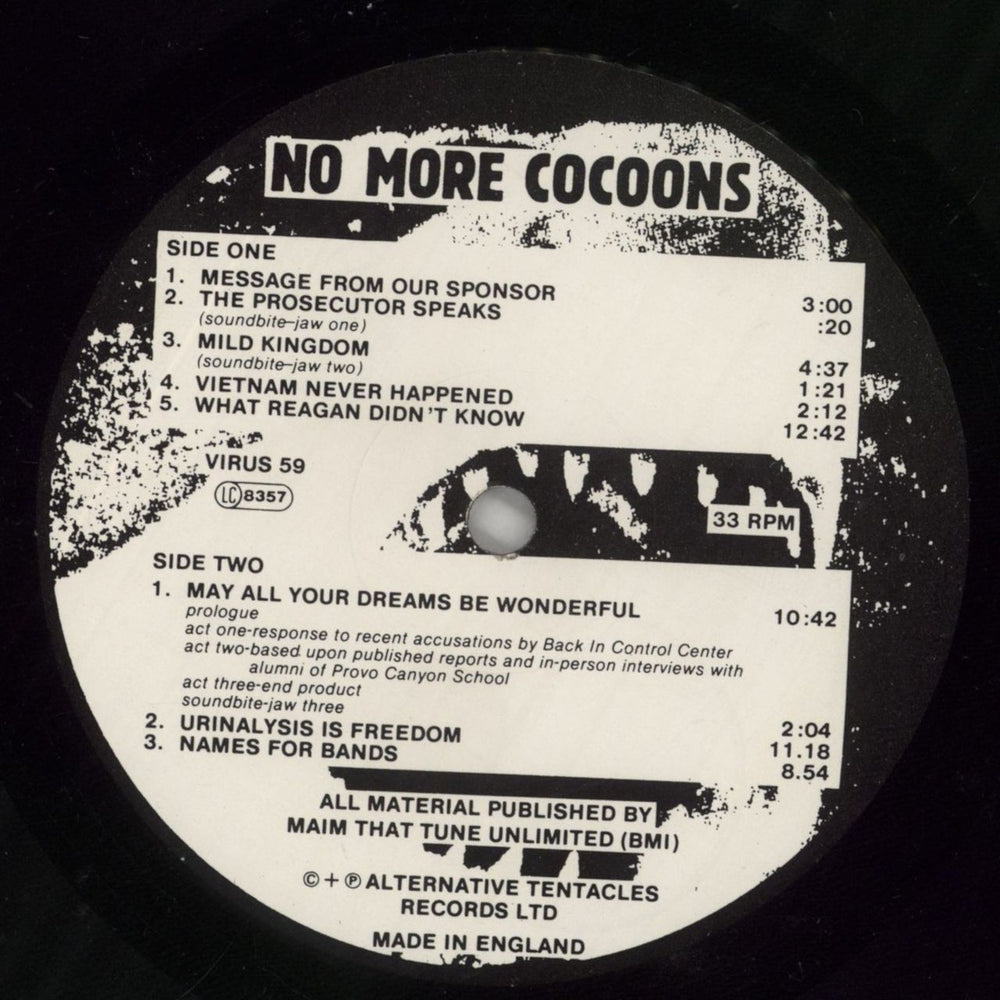 NO MORE COCOONS
SIDE ONE
1. MESSAGE FROM OUR SPONSOR 3:00
2. THE PROSECUTOR SPEAKS :20
(soundbite-jaw one)
3. MILD KINGDOM 4:37
(soundbite-jaw two) 1:21
4. VIETNAM NEVER HAPPENED 2:12
5. WHAT REAGAN DIDN'T KNOW 12:42
VIRUS 59
LC 8357
33 RPM
SIDE TWO
1. MAY ALL YOUR DREAMS BE WONDERFUL 10:42
prologue
act one-response to recent accusations by Back In Control Center
act two-based upon published reports and in-person interviews with
alumni of Provo Canyon School
act three-end product
soundbite-jaw three 2:04
2. URINALYSIS IS FREEDOM 11.18
3. NAMES FOR BANDS 8.54
ALL MATERIAL PUBLISHED BY
MAIM THAT TUNE UNLIMITED (BMI)
© + ℗ ALTERNATIVE TENTACLES
RECORDS LTD
MADE IN ENGLAND